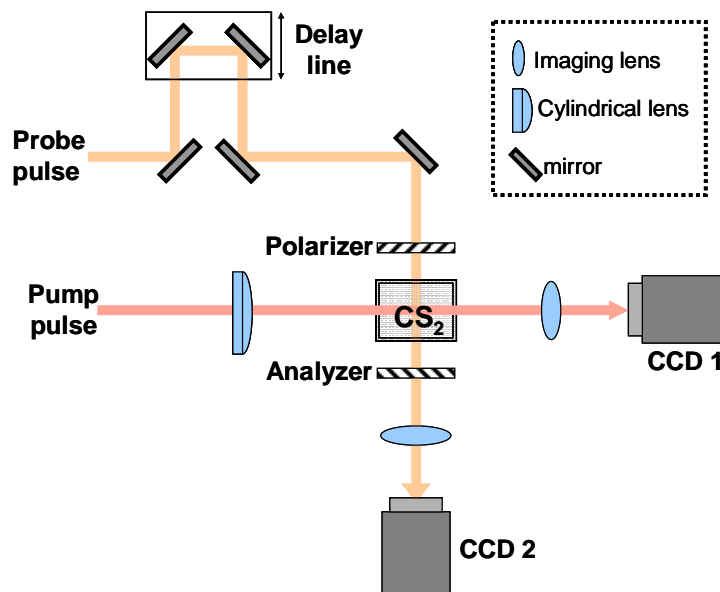 Delay
line
Imaging lens
Cylindrical lens
mirror
Probe
pulse
Polarizer
Pump
pulse
CS₂
CCD 1
Analyzer
CCD 2